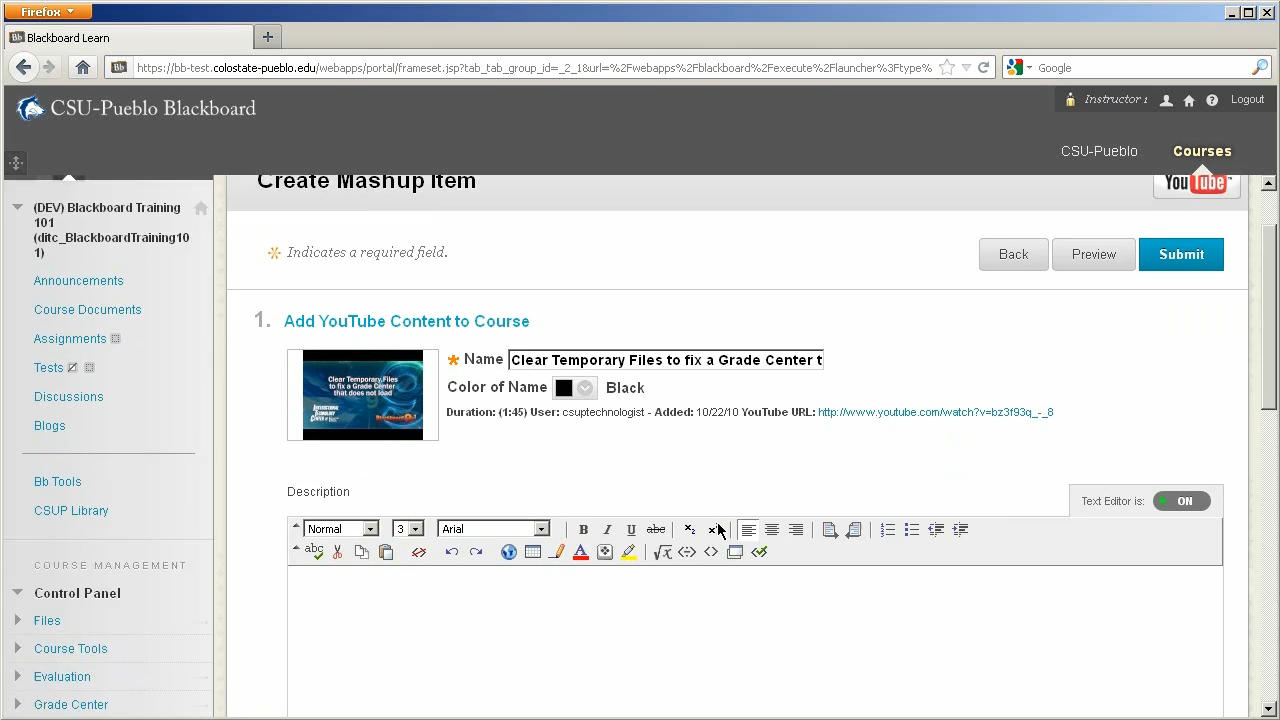 Firefox
Blackboard Learn
https://bb-test.colostate-pueblo.edu/webapps/portal/frameset.jsp?tab_tab_group_id=_2_1&url=%2Fwebapps%2Fblackboard%2Fexecute%2Flauncher%3Ftype%
Google
CSU-Pueblo Blackboard
Instructor 1
Logout
CSU-Pueblo
Courses
Create Mashup Item
YouTube
(DEV) Blackboard Training
101
(ditc_BlackboardTraining10
1)
Indicates a required field.
Back
Preview
Submit
Announcements
Course Documents
Assignments
Tests
Discussions
Blogs
Bb Tools
CSUP Library
COURSE MANAGEMENT
Control Panel
Files
Course Tools
Evaluation
Grade Center
1. Add YouTube Content to Course
Clear Temporary Files
to fix a Grade Center
that does not load
Name Clear Temporary Files to fix a Grade Center t
Color of Name Black
Duration: (1:45) User: csuptechnologist - Added: 10/22/10 YouTube URL: http://www.youtube.com/watch?v=bz3f93q_-_8
Description
Text Editor is: ON
Normal 3 Arial B I U abc
abc